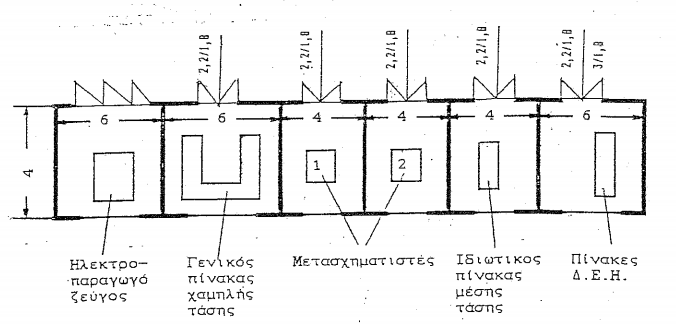 2,2/1,8
2,2/1,8
2,2/1,8
2,2/1,8
2,2/1,8
3/1,8
6
6
4
4
4
6
4
1
2
Ηλεκτρο-
παραγωγό
ζεύγος
Γενικός
πίνακας
χαμηλής
τάσης
Μετασχηματιστές
Ιδιωτικος
πίνακας
μέσης
τάσης
Πίνακες
Δ.Ε.Η.